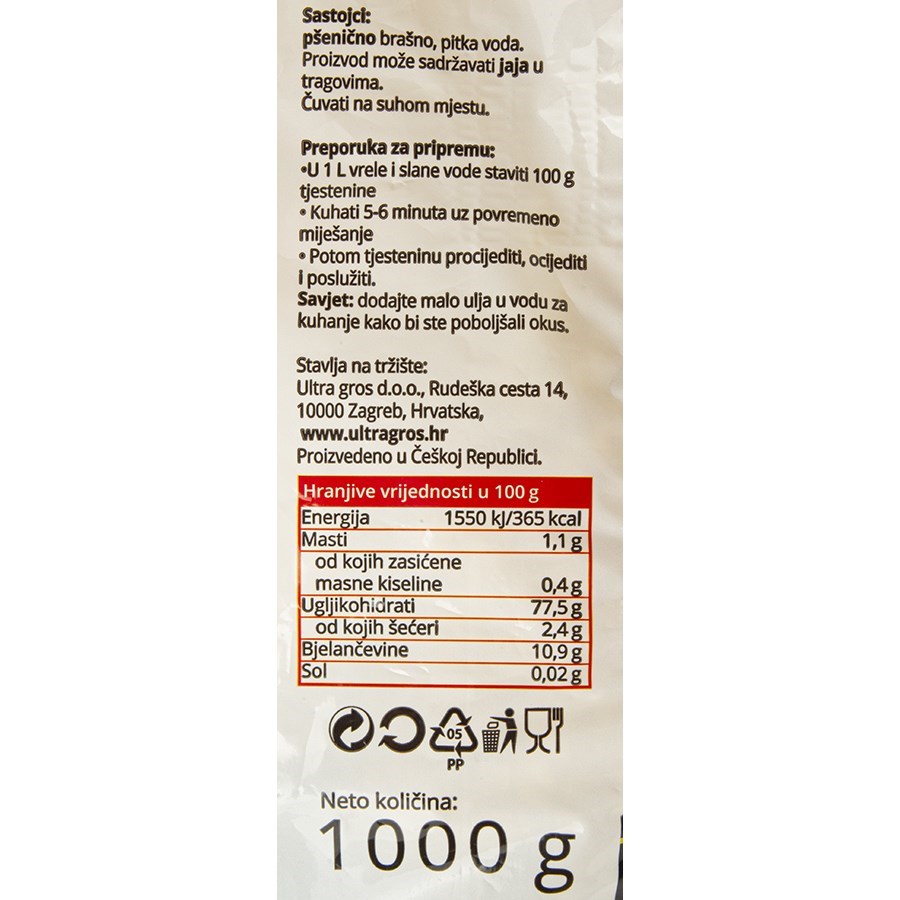 Sastojci:
pšenično brašno, pitka voda.
Proizvod može sadržavati jaja u
tragovima.
Čuvati na suhom mjestu.
Preporuka za pripremu:
•U 1 L vrele i slane vode staviti 100 g
tjestenine
• Kuhati 5-6 minuta uz povremeno
miješanje
• Potom tjesteninu procijediti, ocijediti
i poslužiti.
Savjet: dodajte malo ulja u vodu za
kuhanje kako bi ste poboljšali okus.
Stavlja na tržište:
Ultra gros d.o.o., Rudeška cesta 14,
10000 Zagreb, Hrvatska,
www.ultragros.hr
Proizvedeno u Češkoj Republici.
Hranjive vrijednosti u 100 g
Energija 1550 kJ/365 kcal
Masti 1,1 g
od kojih zasićene
masne kiseline 0,4 g
Ugljikohidrati 77,5 g
od kojih šećeri 2,4 g
Bjelančevine 10,9 g
Sol 0,02 g
05
PP
Neto količina:
1000 g